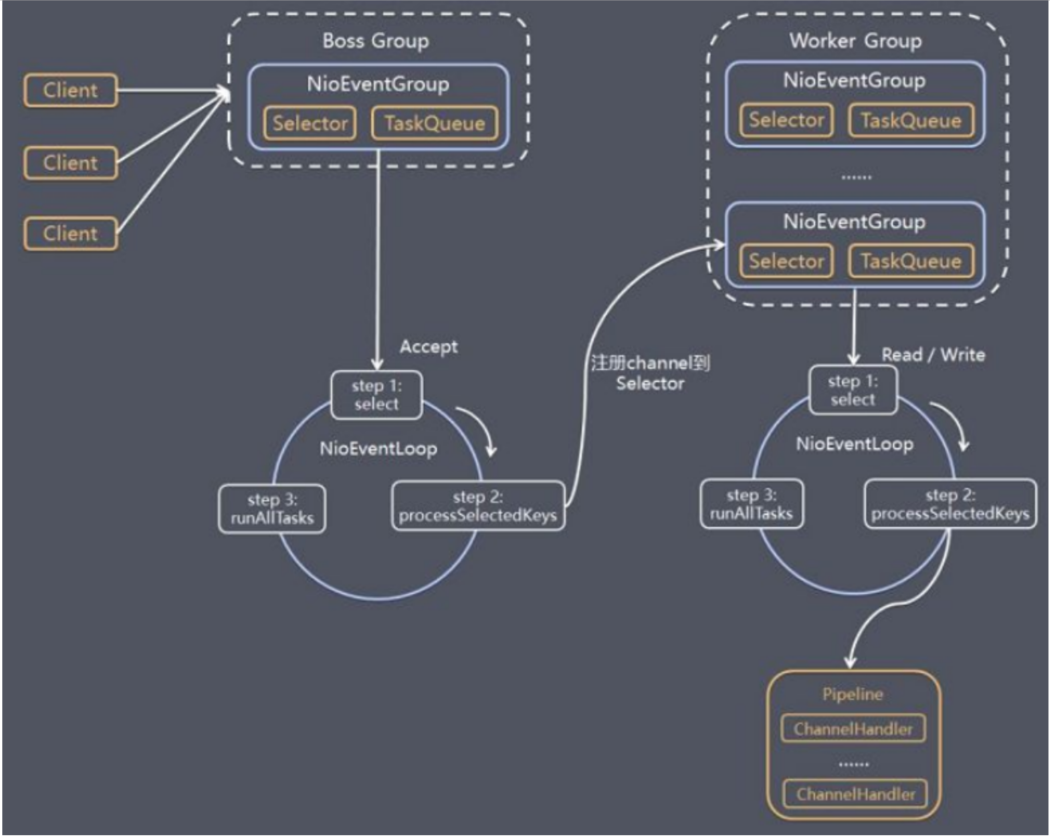 Client
Client
Client
Boss Group
NioEventGroup
Selector
TaskQueue
Accept
step 1:
select
NioEventLoop
step 2:
processSelectedKeys
step 3:
runAllTasks
注册channel到
Selector
Worker Group
NioEventGroup
Selector
TaskQueue
......
NioEventGroup
Selector
TaskQueue
Read / Write
step 1:
select
NioEventLoop
step 2:
processSelectedKeys
step 3:
runAllTasks
Pipeline
ChannelHandler
......
ChannelHandler